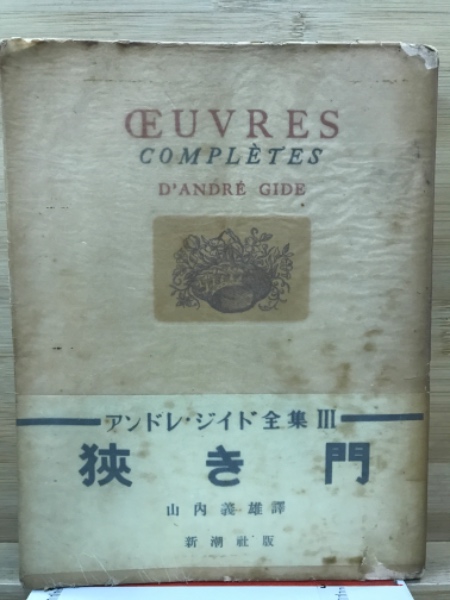 ŒUVRES
COMPLÈTES
D'ANDRÉ GIDE
アンドレ・ジイド全集 III
狭き門
山内義雄譯
新潮社版